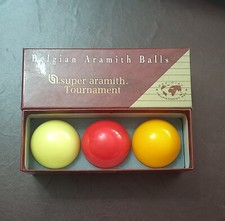 Belgian Aramith Balls
super aramith
Tournament